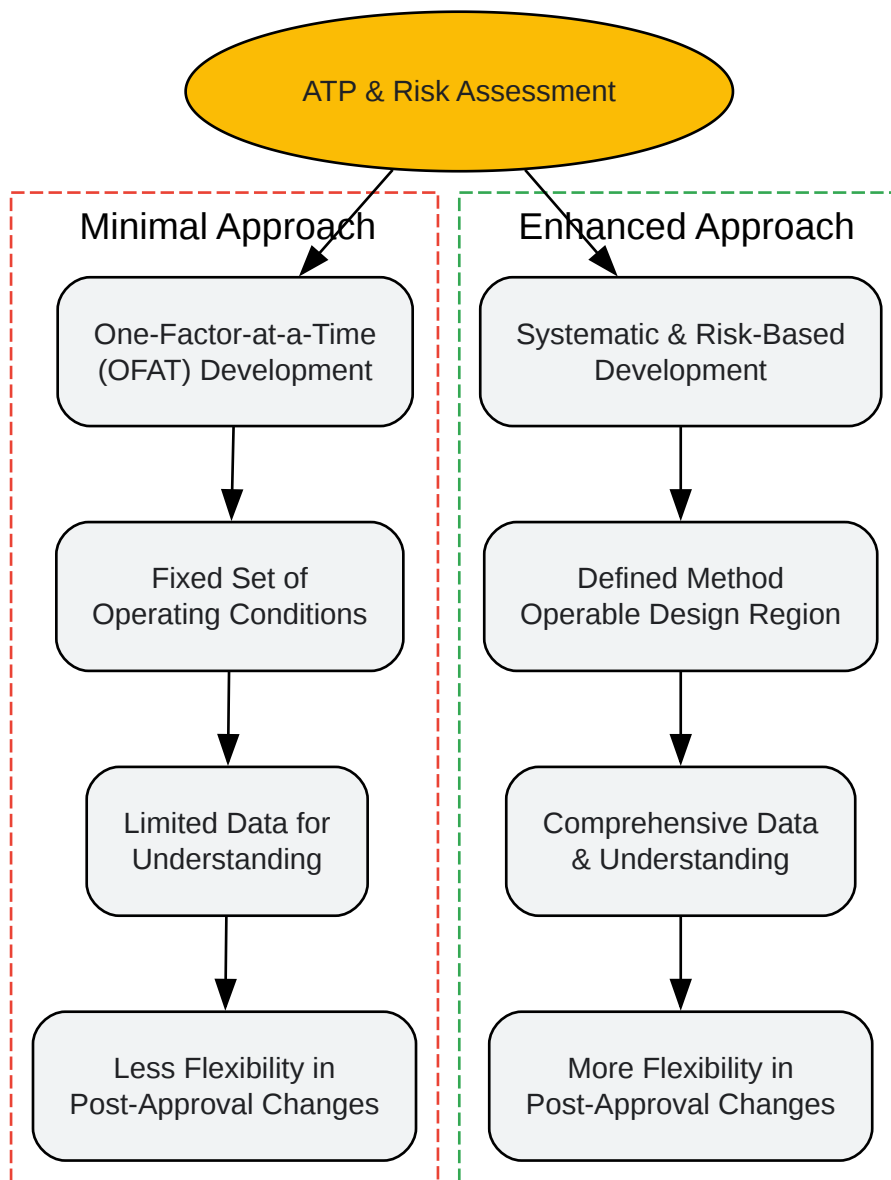 ATP & Risk Assessment
Minimal Approach
One-Factor-at-a-Time
(OFAT) Development
Fixed Set of
Operating Conditions
Limited Data for
Understanding
Less Flexibility in
Post-Approval Changes
Enhanced Approach
Systematic & Risk-Based
Development
Defined Method
Operable Design Region
Comprehensive Data
& Understanding
More Flexibility in
Post-Approval Changes